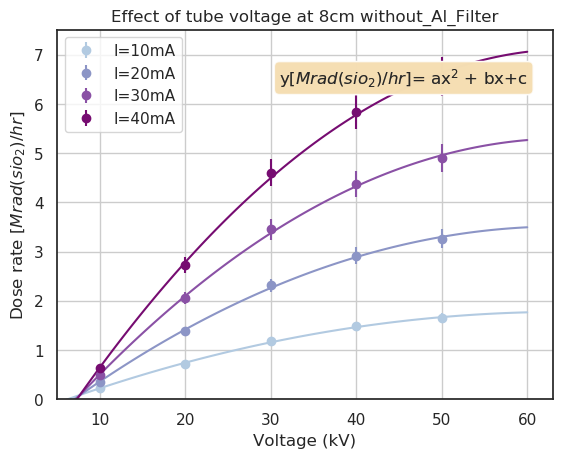 Effect of tube voltage at 8cm without_Al_Filter
I=10mA
I=20mA
I=30mA
I=40mA
y[Mrad(sio₂)/hr]= ax² + bx+c
Dose rate [Mrad(sio₂)/hr]
7
6
5
4
3
2
1
0
10 20 30 40 50 60
Voltage (kV)